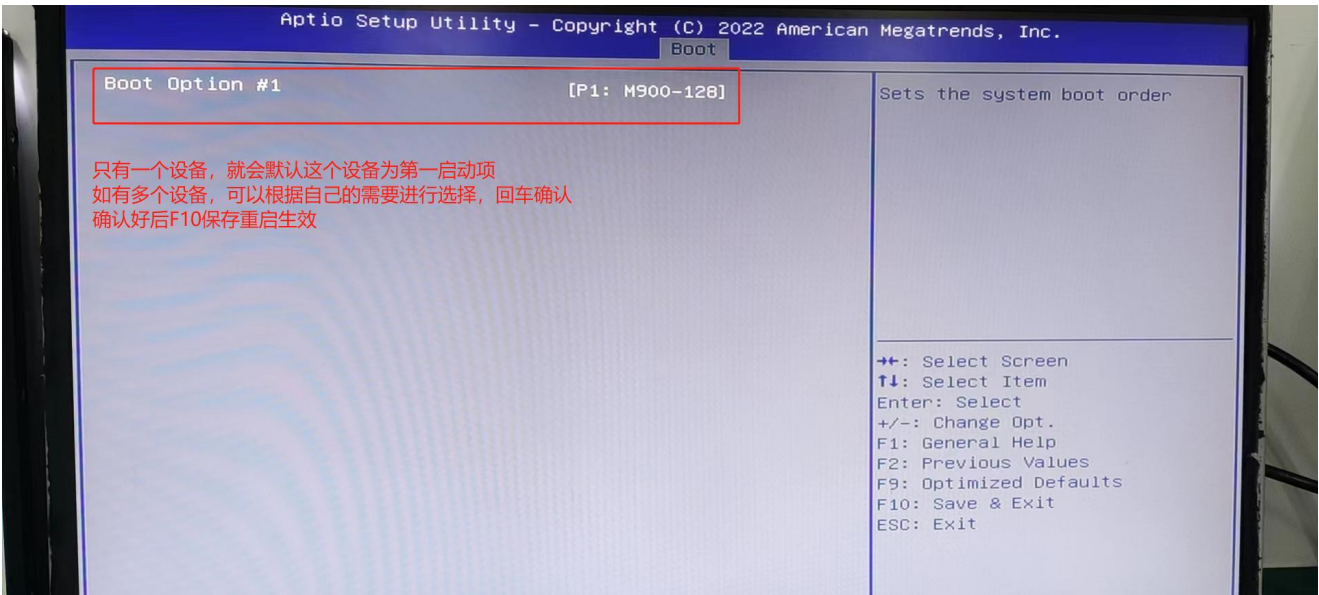 Aptio Setup Utility – Copyright (C) 2022 American Megatrends, Inc.
Boot
Boot Option #1 [P1: M900-128]
只有一个设备，就会默认这个设备为第一启动项
如有多个设备，可以根据自己的需要进行选择，回车确认
确认好后F10保存重启生效
Sets the system boot order
→←: Select Screen
↑↓: Select Item
Enter: Select
+/-: Change Opt.
F1: General Help
F2: Previous Values
F9: Optimized Defaults
F10: Save & Exit
ESC: Exit